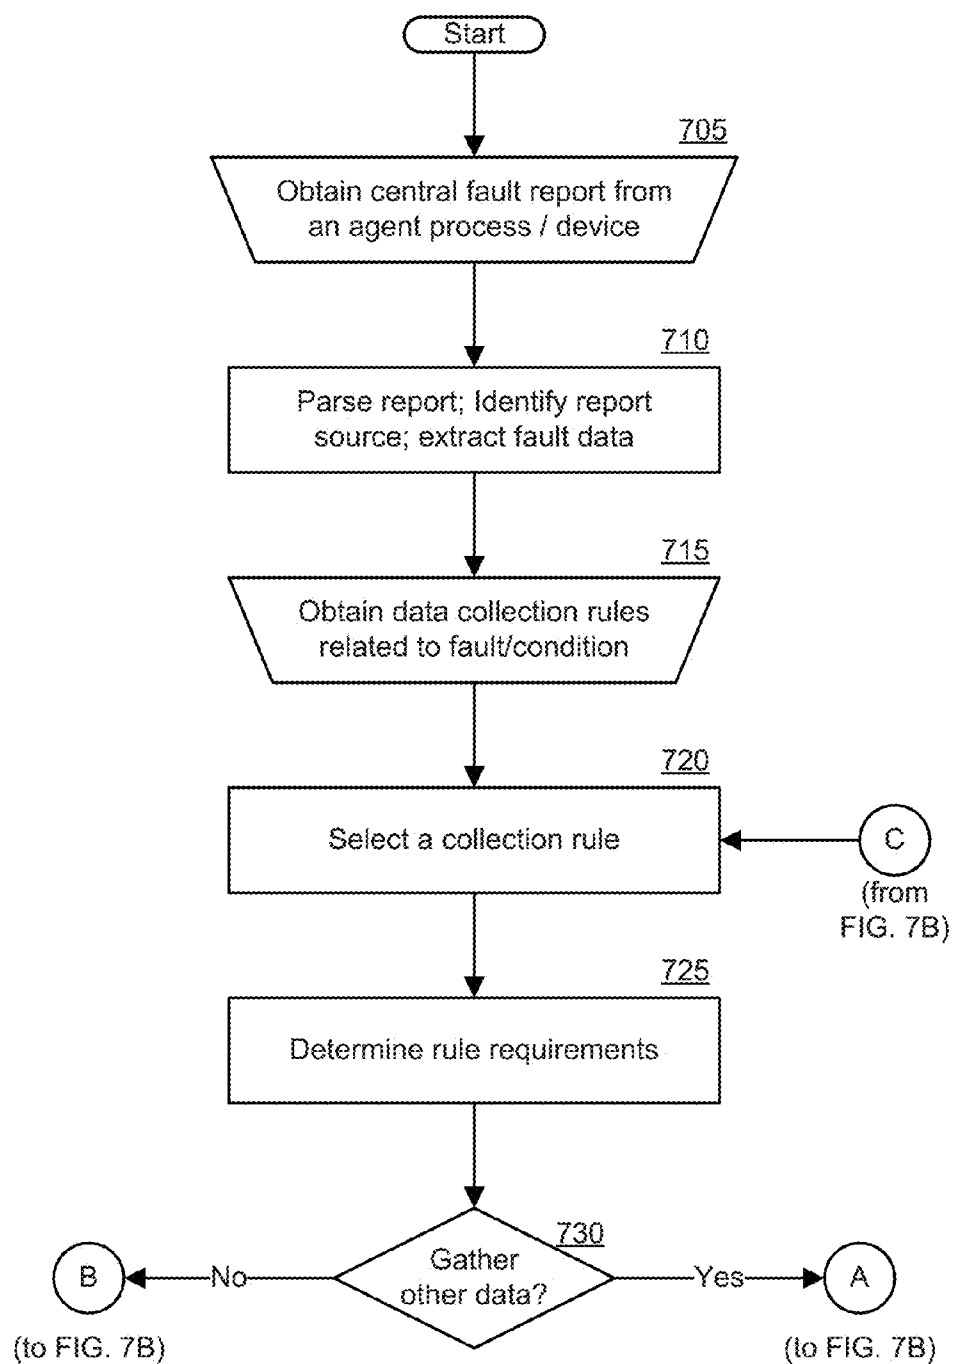 Start
705
Obtain central fault report from
an agent process / device
710
Parse report; Identify report
source; extract fault data
715
Obtain data collection rules
related to fault/condition
720
Select a collection rule
C
(from
FIG. 7B)
725
Determine rule requirements
730
Gather
other data?
No
B
(to FIG. 7B)
Yes
A
(to FIG. 7B)